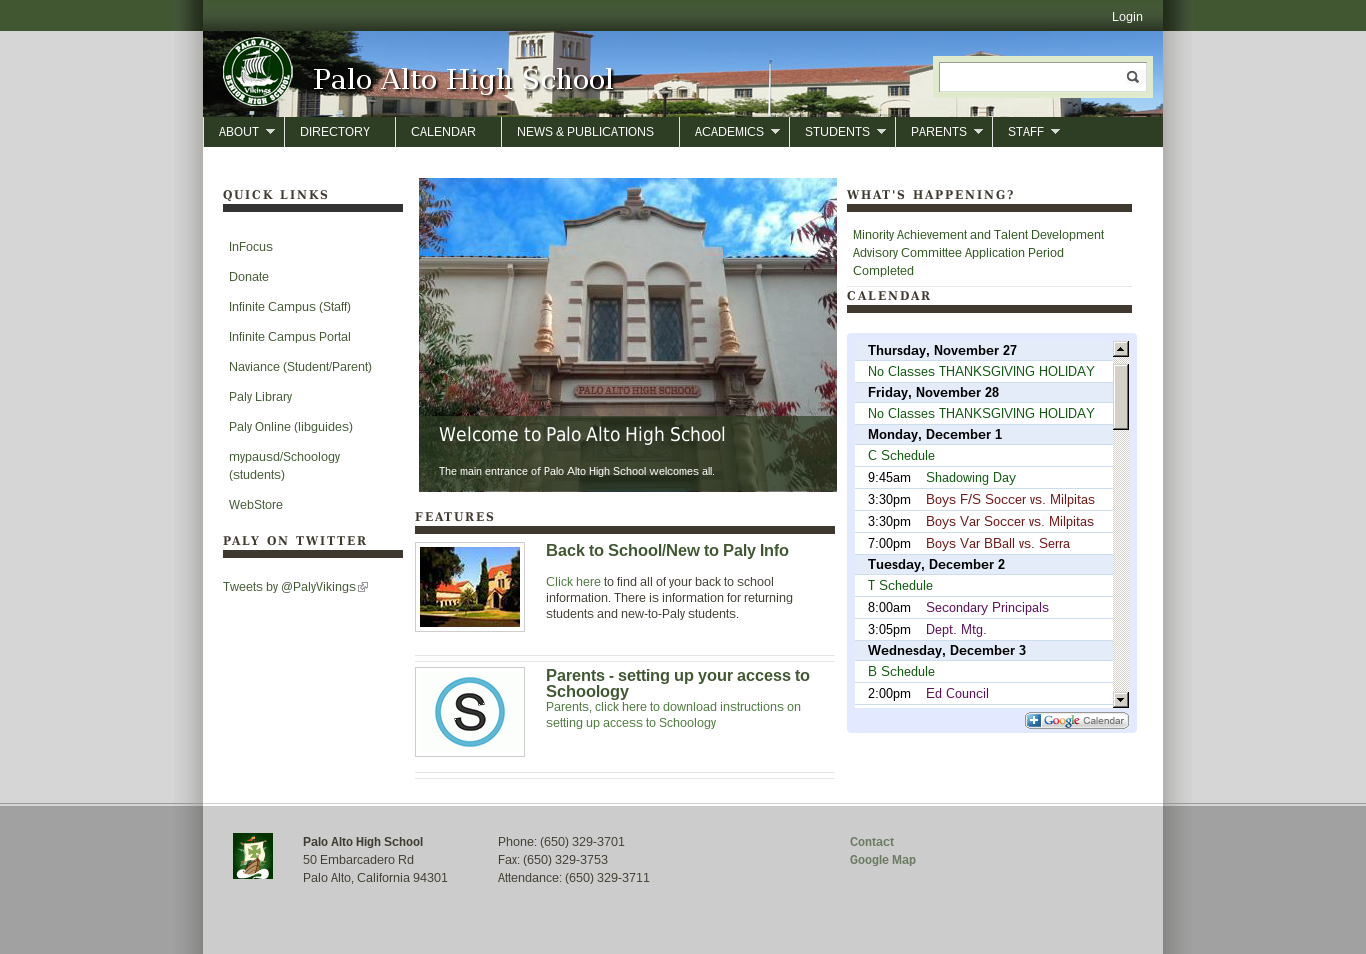 Login
PALO ALTO
Vikings
SENIOR HIGH SCHOOL
Palo Alto High School
ABOUT
DIRECTORY
CALENDAR
NEWS & PUBLICATIONS
ACADEMICS
STUDENTS
PARENTS
STAFF
QUICK LINKS
InFocus
Donate
Infinite Campus (Staff)
Infinite Campus Portal
Naviance (Student/Parent)
Paly Library
Paly Online (libguides)
mypausd/Schoology
(students)
WebStore
PALY ON TWITTER
Tweets by @PalyVikings
PALO ALTO HIGH SCHOOL
Welcome to Palo Alto High School
The main entrance of Palo Alto High School welcomes all.
FEATURES
Back to School/New to Paly Info
Click here to find all of your back to school
information. There is information for returning
students and new-to-Paly students.
S
Parents - setting up your access to
Schoology
Parents, click here to download instructions on
setting up access to Schoology
WHAT'S HAPPENING?
Minority Achievement and Talent Development
Advisory Committee Application Period
Completed
CALENDAR
Thursday, November 27
No Classes THANKSGIVING HOLIDAY
Friday, November 28
No Classes THANKSGIVING HOLIDAY
Monday, December 1
C Schedule
9:45am Shadowing Day
3:30pm Boys F/S Soccer vs. Milpitas
3:30pm Boys Var Soccer vs. Milpitas
7:00pm Boys Var BBall vs. Serra
Tuesday, December 2
T Schedule
8:00am Secondary Principals
3:05pm Dept. Mtg.
Wednesday, December 3
B Schedule
2:00pm Ed Council
Google Calendar
Palo Alto High School
50 Embarcadero Rd
Palo Alto, California 94301
Phone: (650) 329-3701
Fax: (650) 329-3753
Attendance: (650) 329-3711
Contact
Google Map